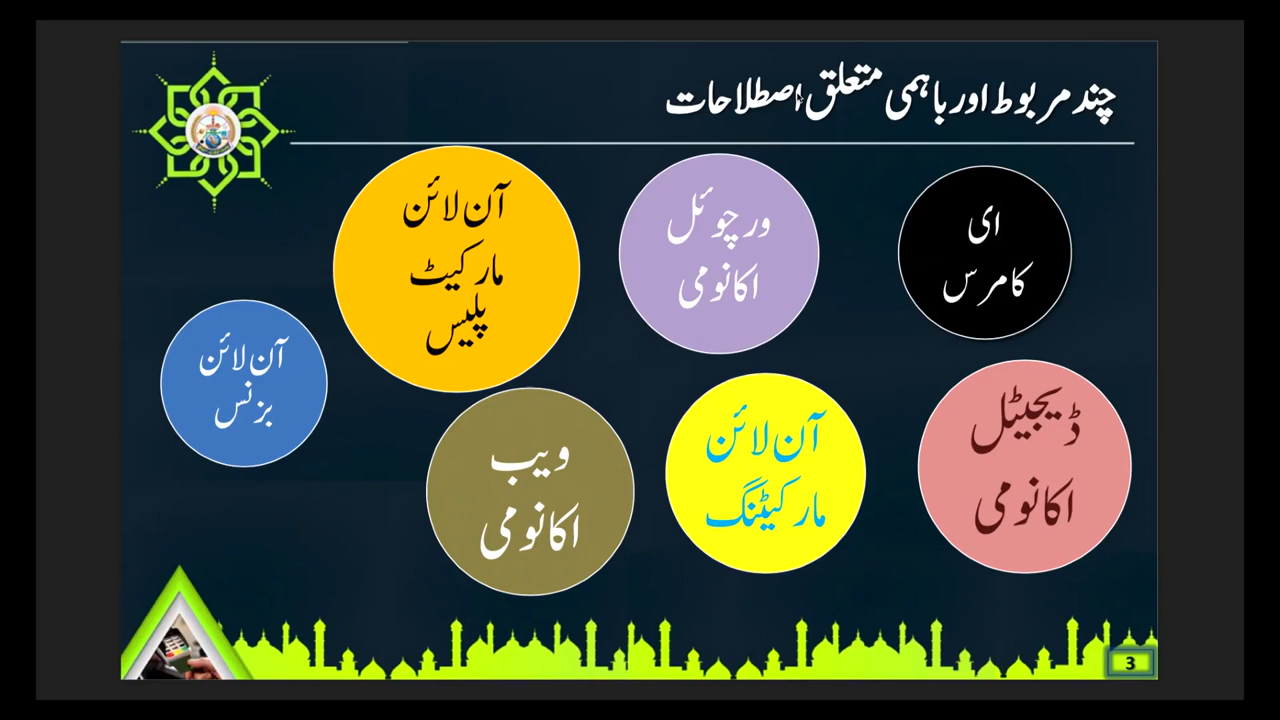 چند مربوط اور باہمی متعلق اصطلاحات
ای
کامرس
ورچوئل
اکانومی
آن لائن
مارکیٹ
پلیس
ڈیجیٹل
اکانومی
آن لائن
مارکیٹنگ
ویب
اکانومی
آن لائن
بزنس
3